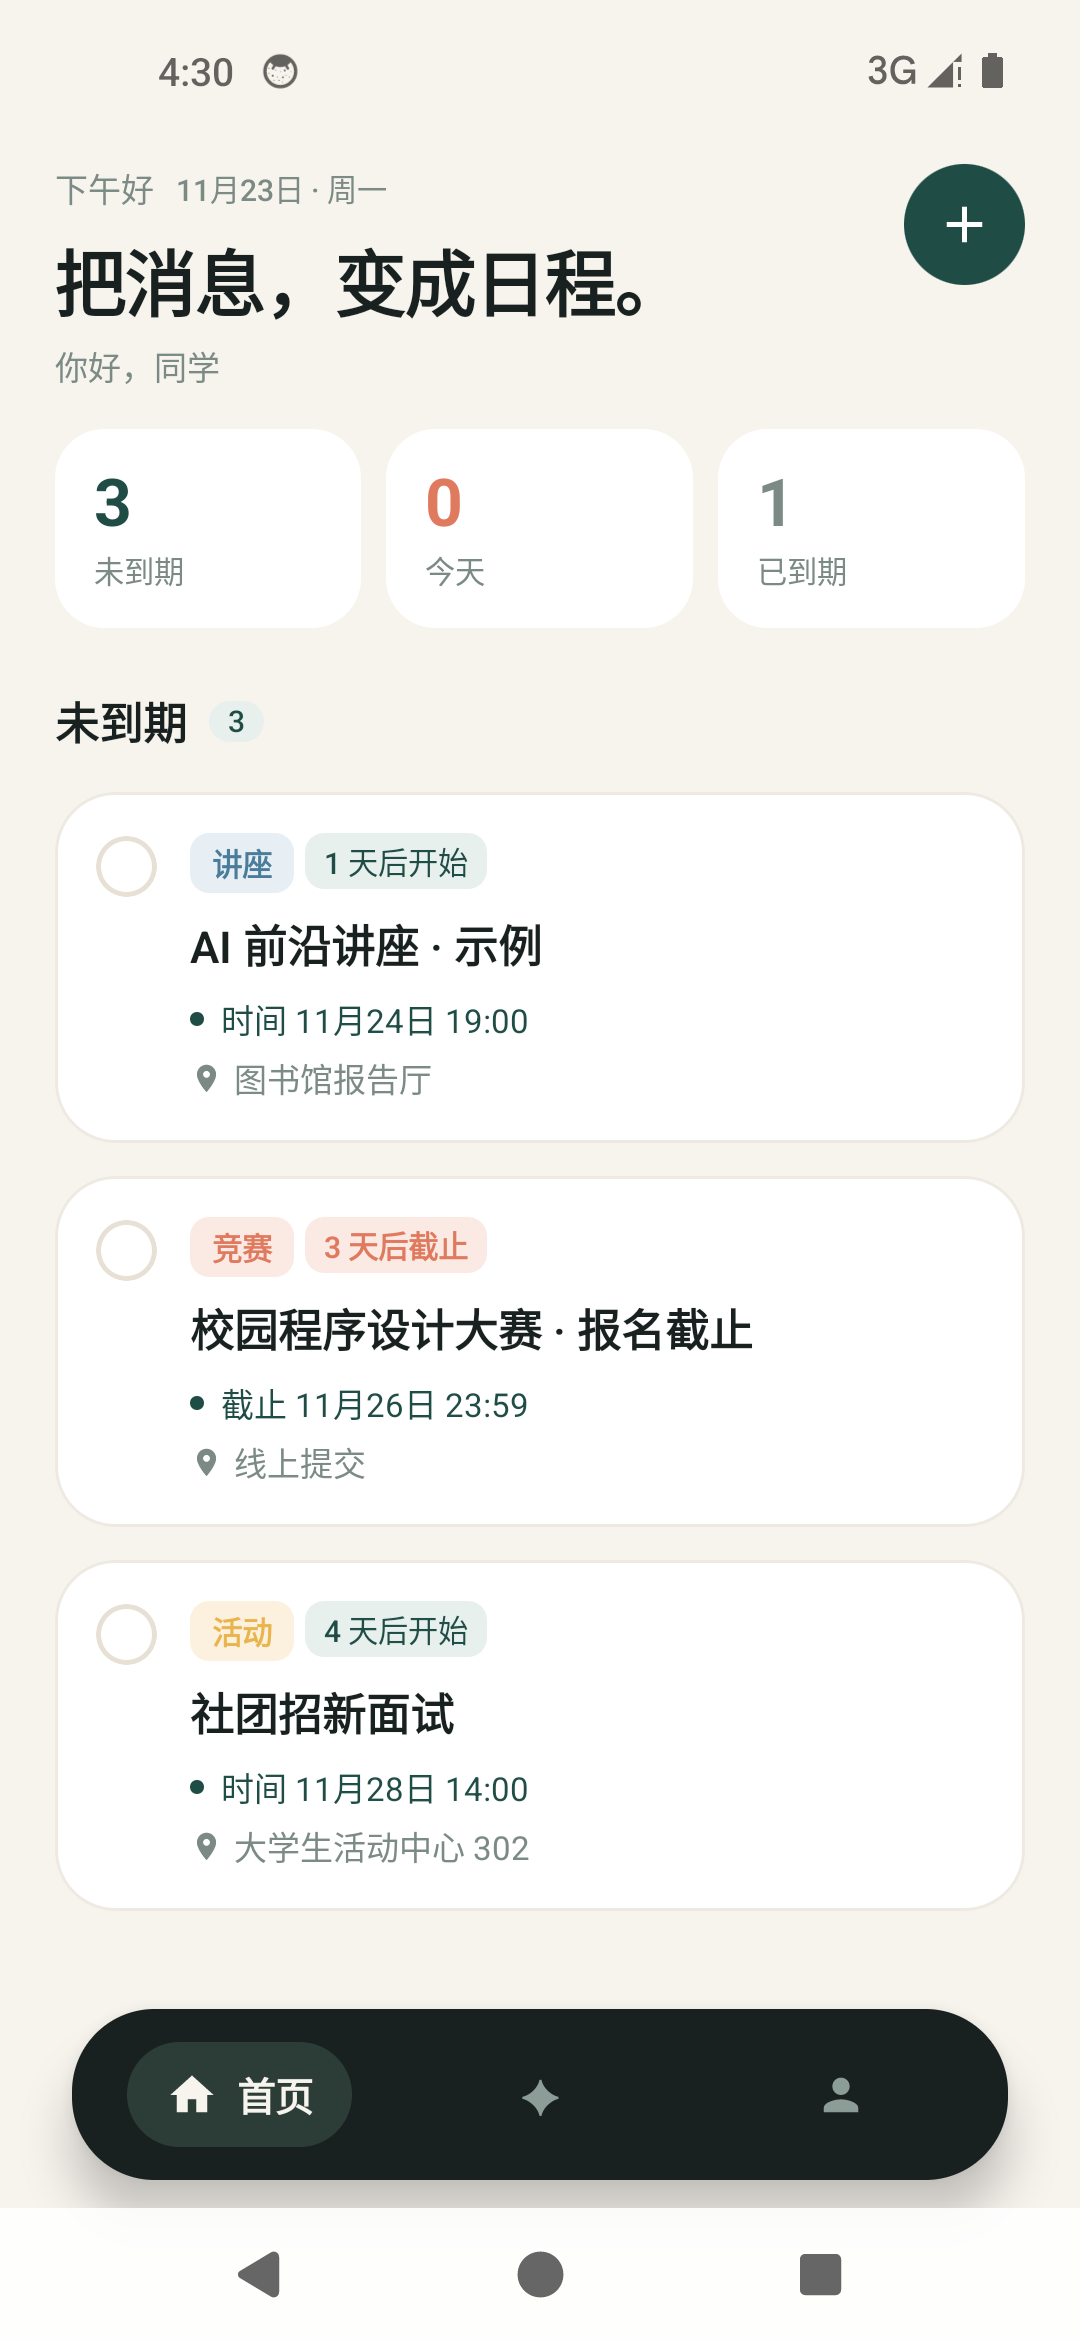 4:30
3G
下午好 11月23日 · 周一
把消息，变成日程。
你好，同学
3
未到期
0
今天
1
已到期
未到期 3
讲座 1 天后开始
AI 前沿讲座 · 示例
时间 11月24日 19:00
图书馆报告厅
竞赛 3 天后截止
校园程序设计大赛 · 报名截止
截止 11月26日 23:59
线上提交
活动 4 天后开始
社团招新面试
时间 11月28日 14:00
大学生活动中心 302
首页